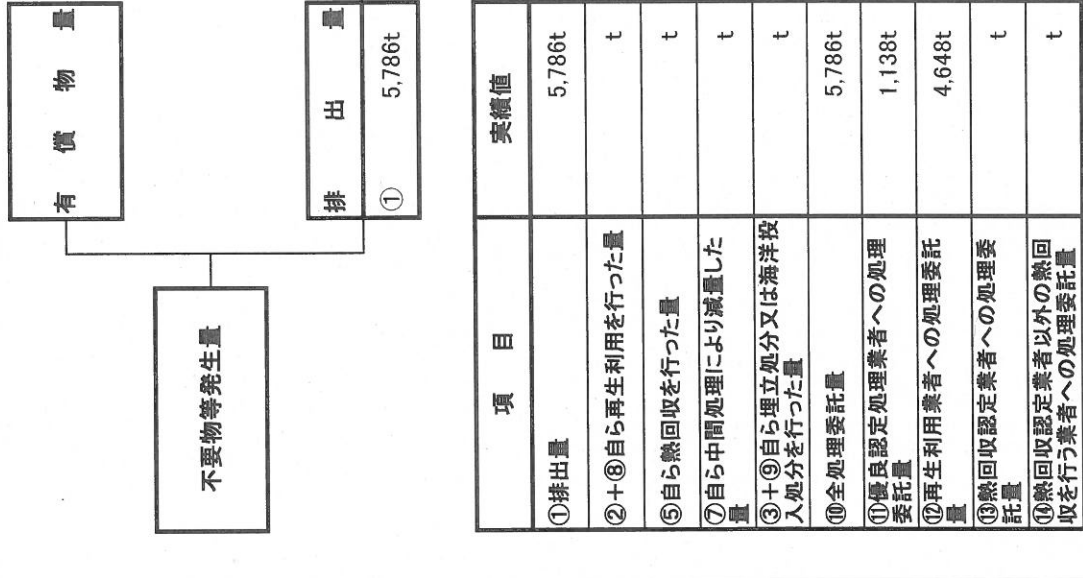 有 償 物 量
不要物等発生量
排 出 量
① 5,786t
項 目 実績値
①排出量 5,786t
②+⑧自ら再生利用を行った量 t
⑤自ら熱回収を行った量 t
⑦自ら中間処理により減量した
量 t
③+⑨自ら埋立処分又は海洋投
入処分を行った量 t
⑩全処理委託量 5,786t
⑪優良認定処理業者への処理
委託量 1,138t
⑫再生利用業者への処理委託
量 4,648t
⑬熱回収認定業者への処理委
託量 t
⑭熱回収認定業者以外の熱回
収を行う業者への処理委託量 t